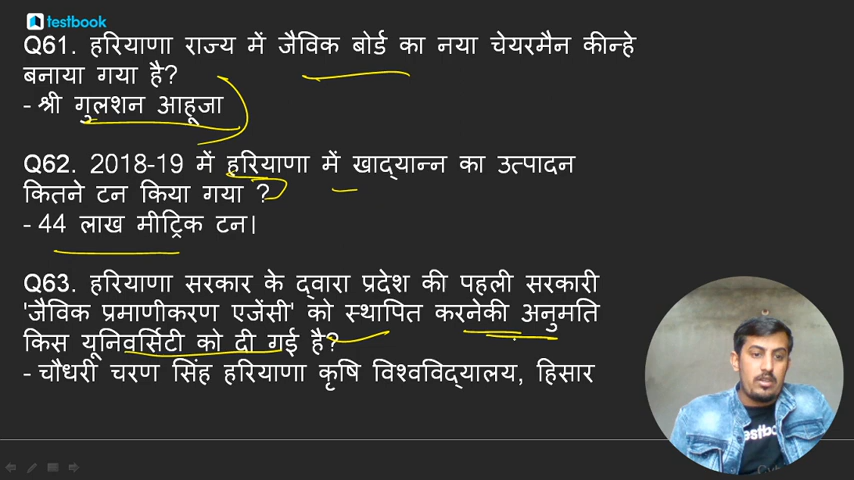 testbook
Q61. हरियाणा राज्य में जैविक बोर्ड का नया चेयरमैन कीन्हे
बनाया गया है?
- श्री गुलशन आहूजा
Q62. 2018-19 में हरियाणा में खाद्यान्न का उत्पादन
कितने टन किया गया ?
- 44 लाख मीट्रिक टन।
Q63. हरियाणा सरकार के द्वारा प्रदेश की पहली सरकारी
'जैविक प्रमाणीकरण एजेंसी' को स्थापित करनेकी अनुमति
किस यूनिवर्सिटी को दी गई है?
- चौधरी चरण सिंह हरियाणा कृषि विश्वविद्यालय, हिसार